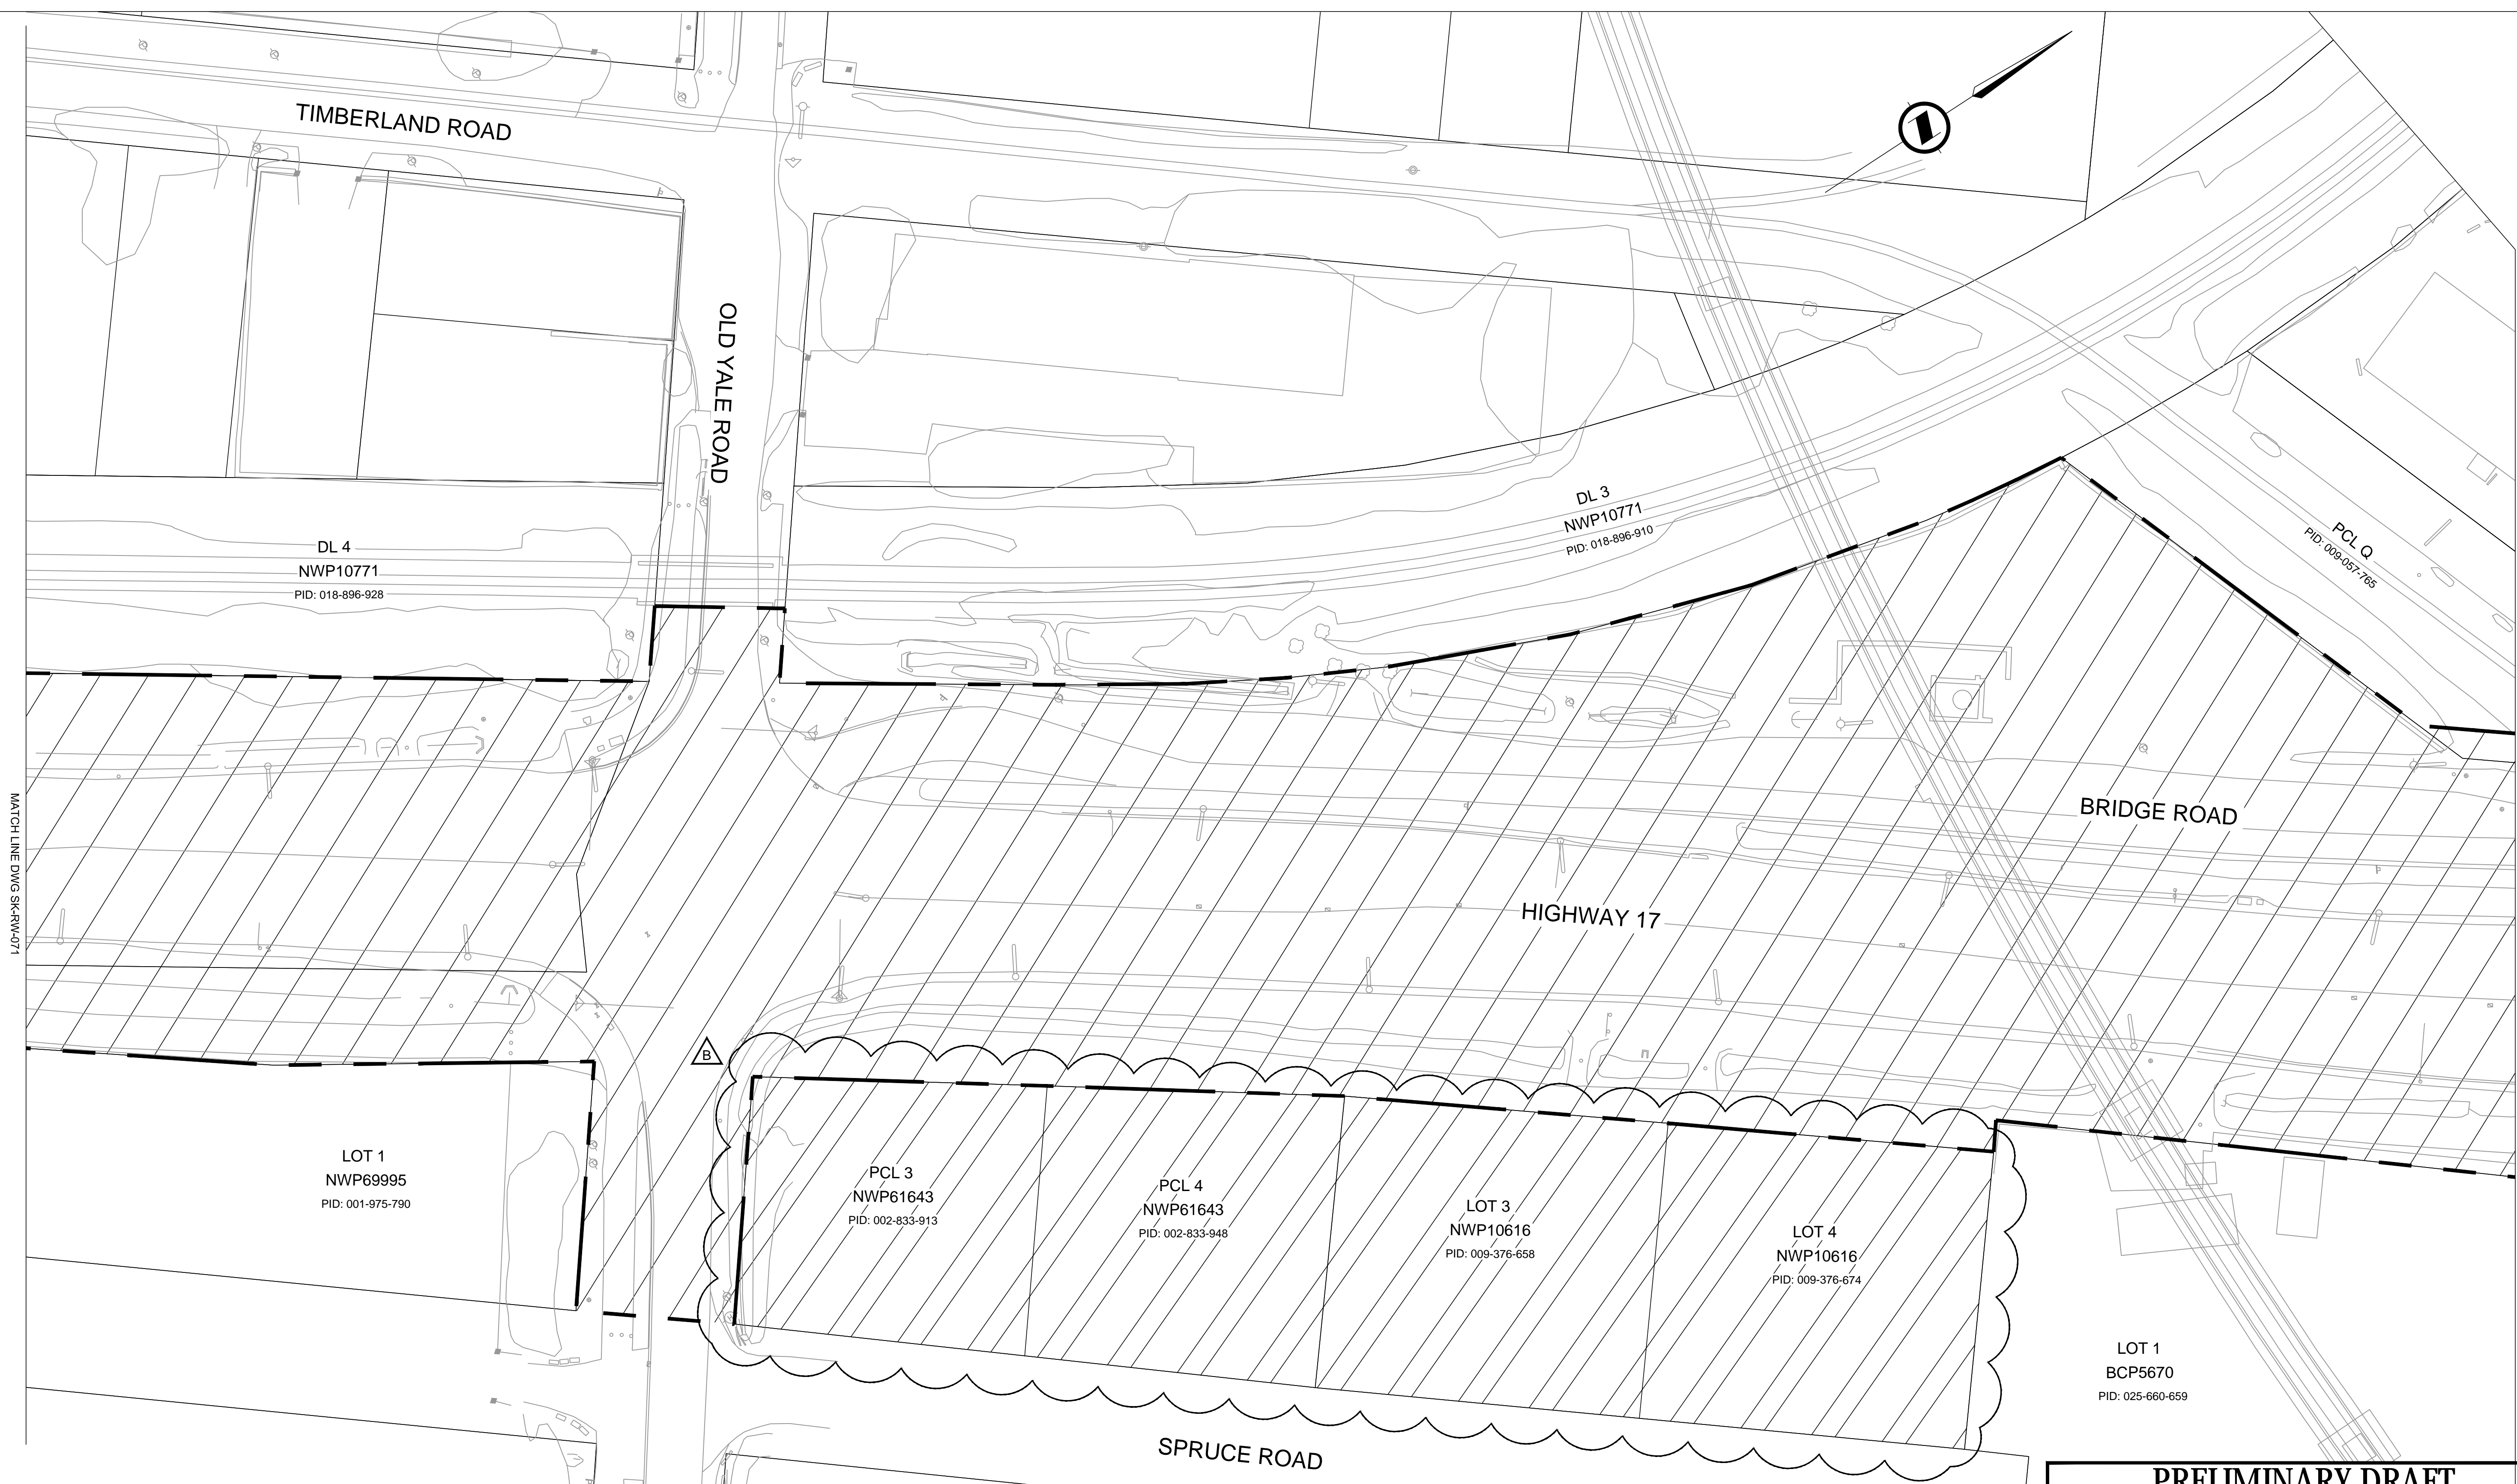 TIMBERLAND ROAD
OLD YALE ROAD
DL 4
NWP10771
PID: 018-896-928
DL 3
NWP10771
PID: 018-896-910
PCL Q
PID: 009-057-765
BRIDGE ROAD
HIGHWAY 17
MATCH LINE DWG SK-RW-071
B
LOT 1
NWP69995
PID: 001-975-790
PCL 3
NWP61643
PID: 002-833-913
PCL 4
NWP61643
PID: 002-833-948
LOT 3
NWP10616
PID: 009-376-658
LOT 4
NWP10616
PID: 009-376-674
LOT 1
BCP5670
PID: 025-660-659
SPRUCE ROAD
PRELIMINARY DRAFT